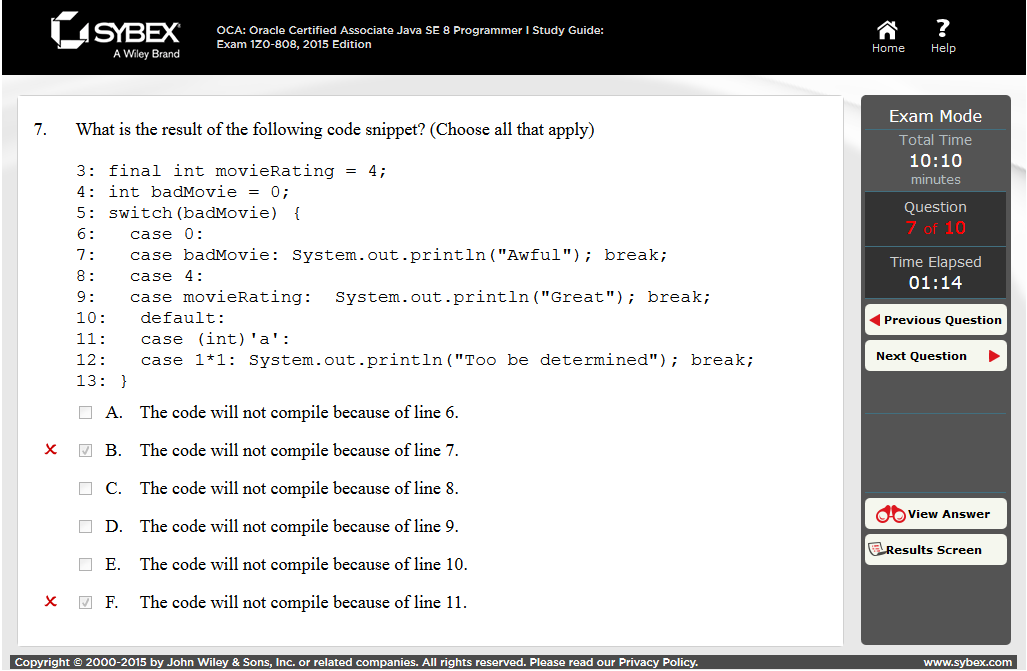 SYBEX
A Wiley Brand
OCA: Oracle Certified Associate Java SE 8 Programmer I Study Guide:
Exam 1Z0-808, 2015 Edition
Home
?
Help
7. What is the result of the following code snippet? (Choose all that apply)
3: final int movieRating = 4;
4: int badMovie = 0;
5: switch(badMovie) {
6: case 0:
7: case badMovie: System.out.println("Awful"); break;
8: case 4:
9: case movieRating: System.out.println("Great"); break;
10: default:
11: case (int)'a':
12: case 1*1: System.out.println("Too be determined"); break;
13: }
A. The code will not compile because of line 6.
B. The code will not compile because of line 7.
C. The code will not compile because of line 8.
D. The code will not compile because of line 9.
E. The code will not compile because of line 10.
F. The code will not compile because of line 11.
Exam Mode
Total Time
10:10
minutes
Question
7 of 10
Time Elapsed
01:14
Previous Question
Next Question
View Answer
Results Screen
Copyright © 2000-2015 by John Wiley & Sons, Inc. or related companies. All rights reserved. Please read our Privacy Policy.
www.sybex.com